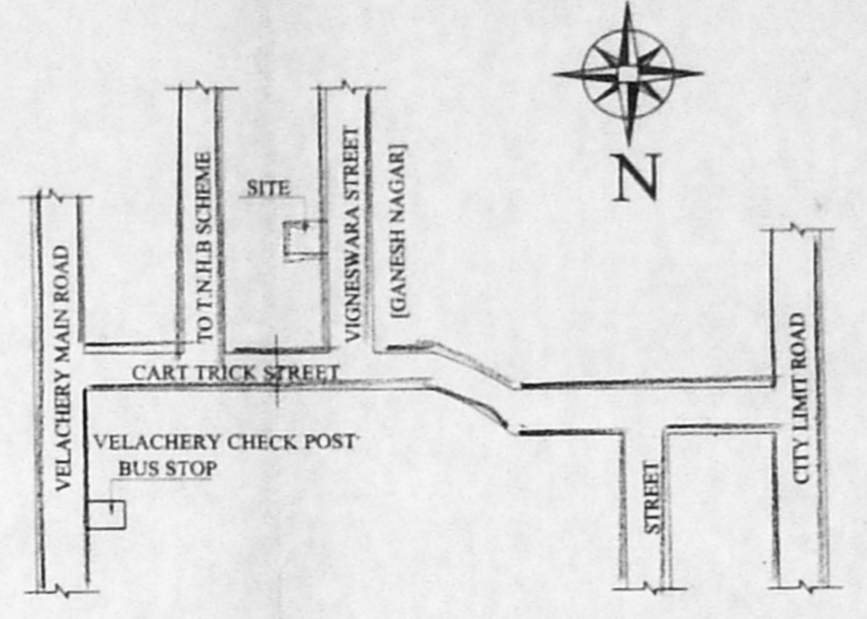 N
TO T.N.H.B SCHEME
SITE
VIGNESWARA STREET
[GANESH NAGAR]
VELACHERY MAIN ROAD
CART TRICK STREET
CITY LIMIT ROAD
VELACHERY CHECK POST
BUS STOP
STREET